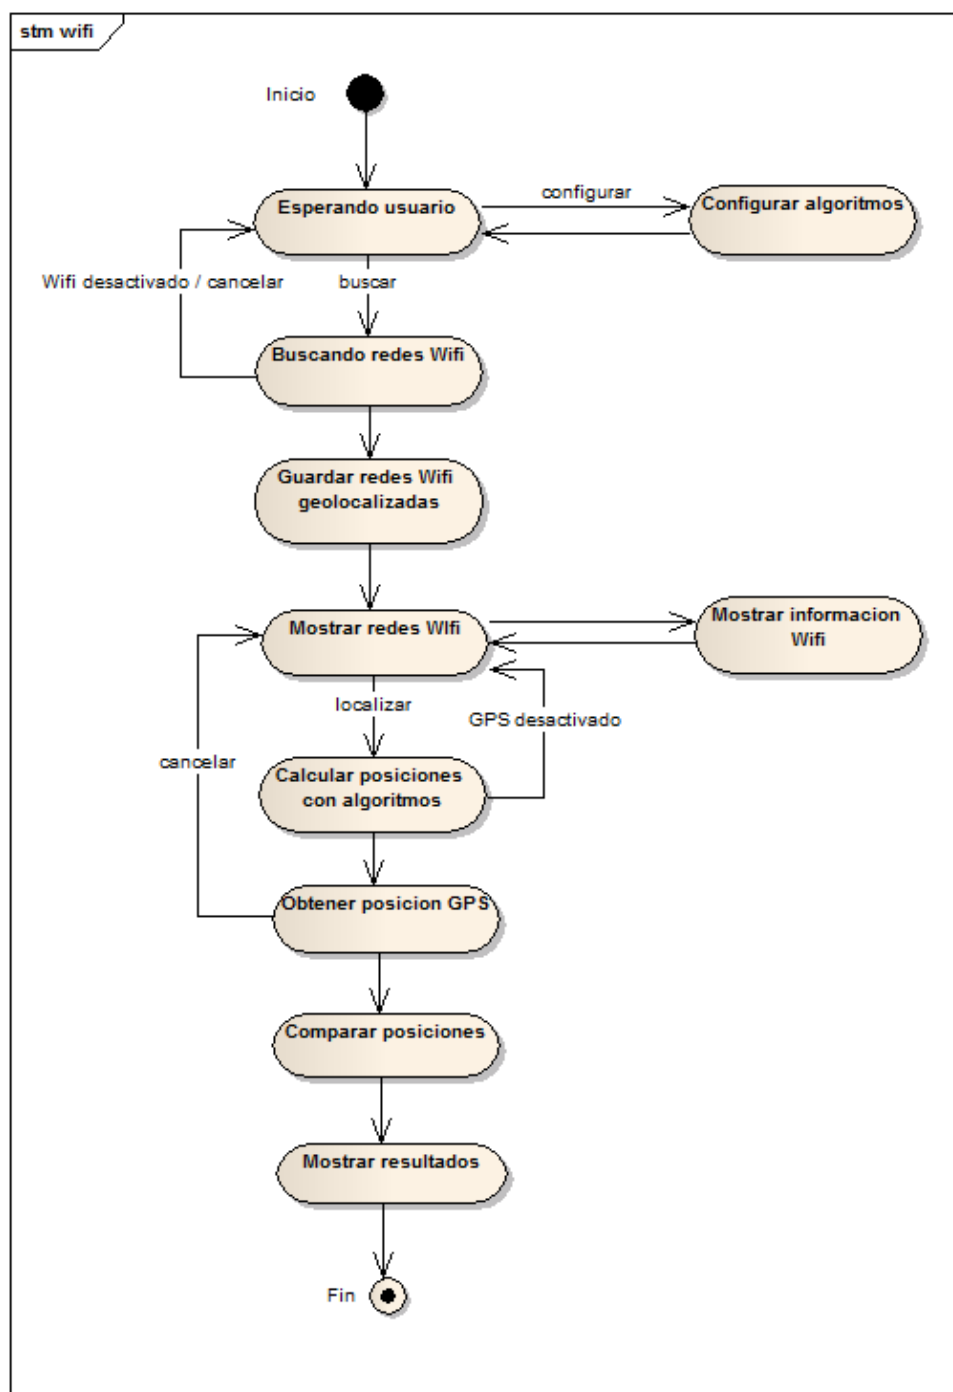 stm wifi
Inicio
Esperando usuario
configurar
Configurar algoritmos
Wifi desactivado / cancelar
buscar
Buscando redes Wifi
Guardar redes Wifi
geolocalizadas
Mostrar redes WIfi
Mostrar informacion
Wifi
localizar
GPS desactivado
cancelar
Calcular posiciones
con algoritmos
Obtener posicion GPS
Comparar posiciones
Mostrar resultados
Fin